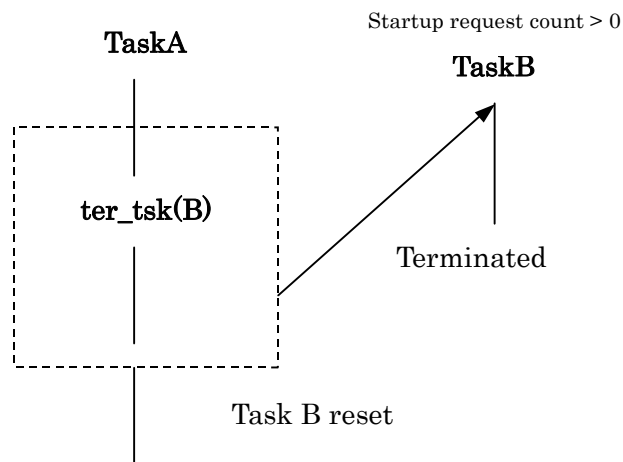 Startup request count > 0
TaskA
TaskB
ter_tsk(B)
Terminated
Task B reset